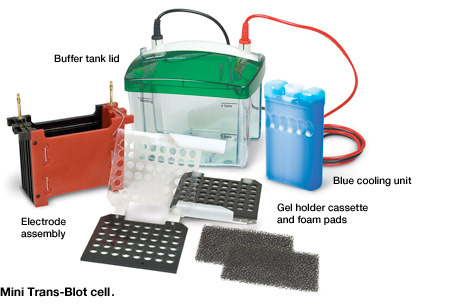 Buffer tank lid
Blue cooling unit
Electrode
assembly
Gel holder cassette
and foam pads
Mini Trans-Blot cell.